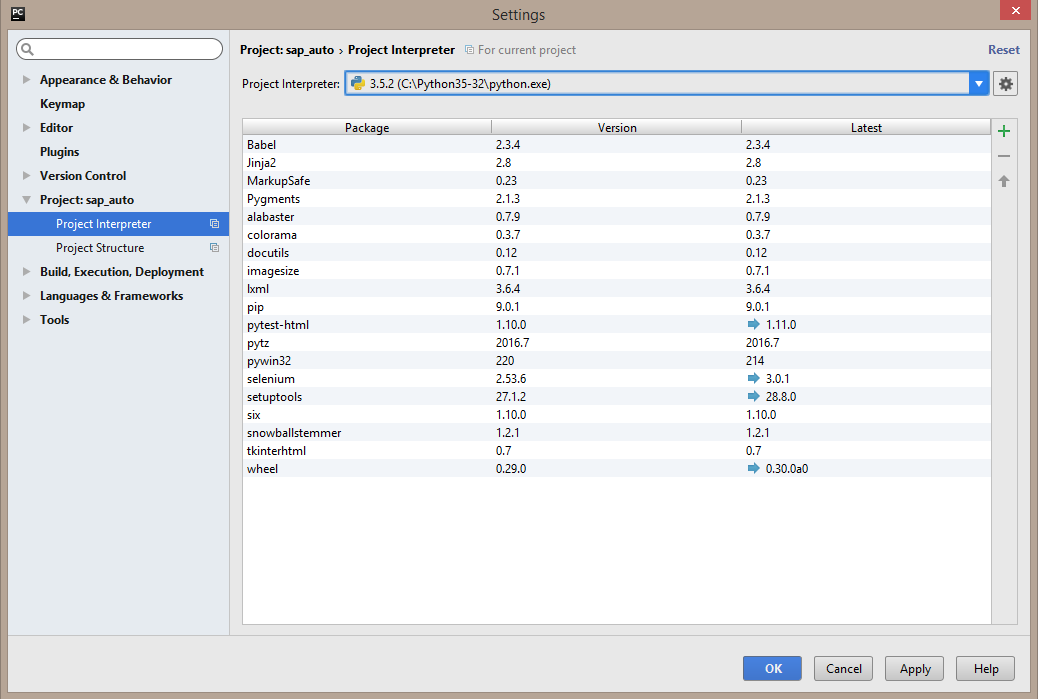 PC
Settings
Project: sap_auto › Project Interpreter For current project Reset
Appearance & Behavior
Keymap
Editor
Plugins
Version Control
Project: sap_auto
Project Interpreter
Project Structure
Build, Execution, Deployment
Languages & Frameworks
Tools
Project Interpreter: 3.5.2 (C:\Python35-32\python.exe)
Package Version Latest
Babel 2.3.4 2.3.4
Jinja2 2.8 2.8
MarkupSafe 0.23 0.23
Pygments 2.1.3 2.1.3
alabaster 0.7.9 0.7.9
colorama 0.3.7 0.3.7
docutils 0.12 0.12
imagesize 0.7.1 0.7.1
lxml 3.6.4 3.6.4
pip 9.0.1 9.0.1
pytest-html 1.10.0 1.11.0
pytz 2016.7 2016.7
pywin32 220 214
selenium 2.53.6 3.0.1
setuptools 27.1.2 28.8.0
six 1.10.0 1.10.0
snowballstemmer 1.2.1 1.2.1
tkinterhtml 0.7 0.7
wheel 0.29.0 0.30.0a0
OK Cancel Apply Help